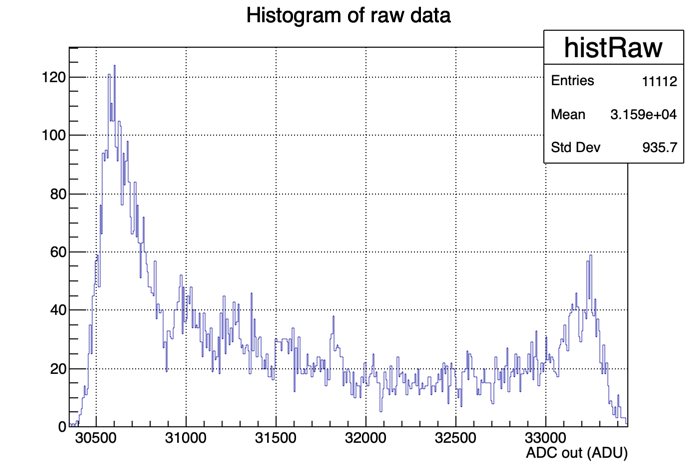 Histogram of raw data
histRaw
Entries 11112
Mean 3.159e+04
Std Dev 935.7
120
100
80
60
40
20
0
30500 31000 31500 32000 32500 33000
ADC out (ADU)